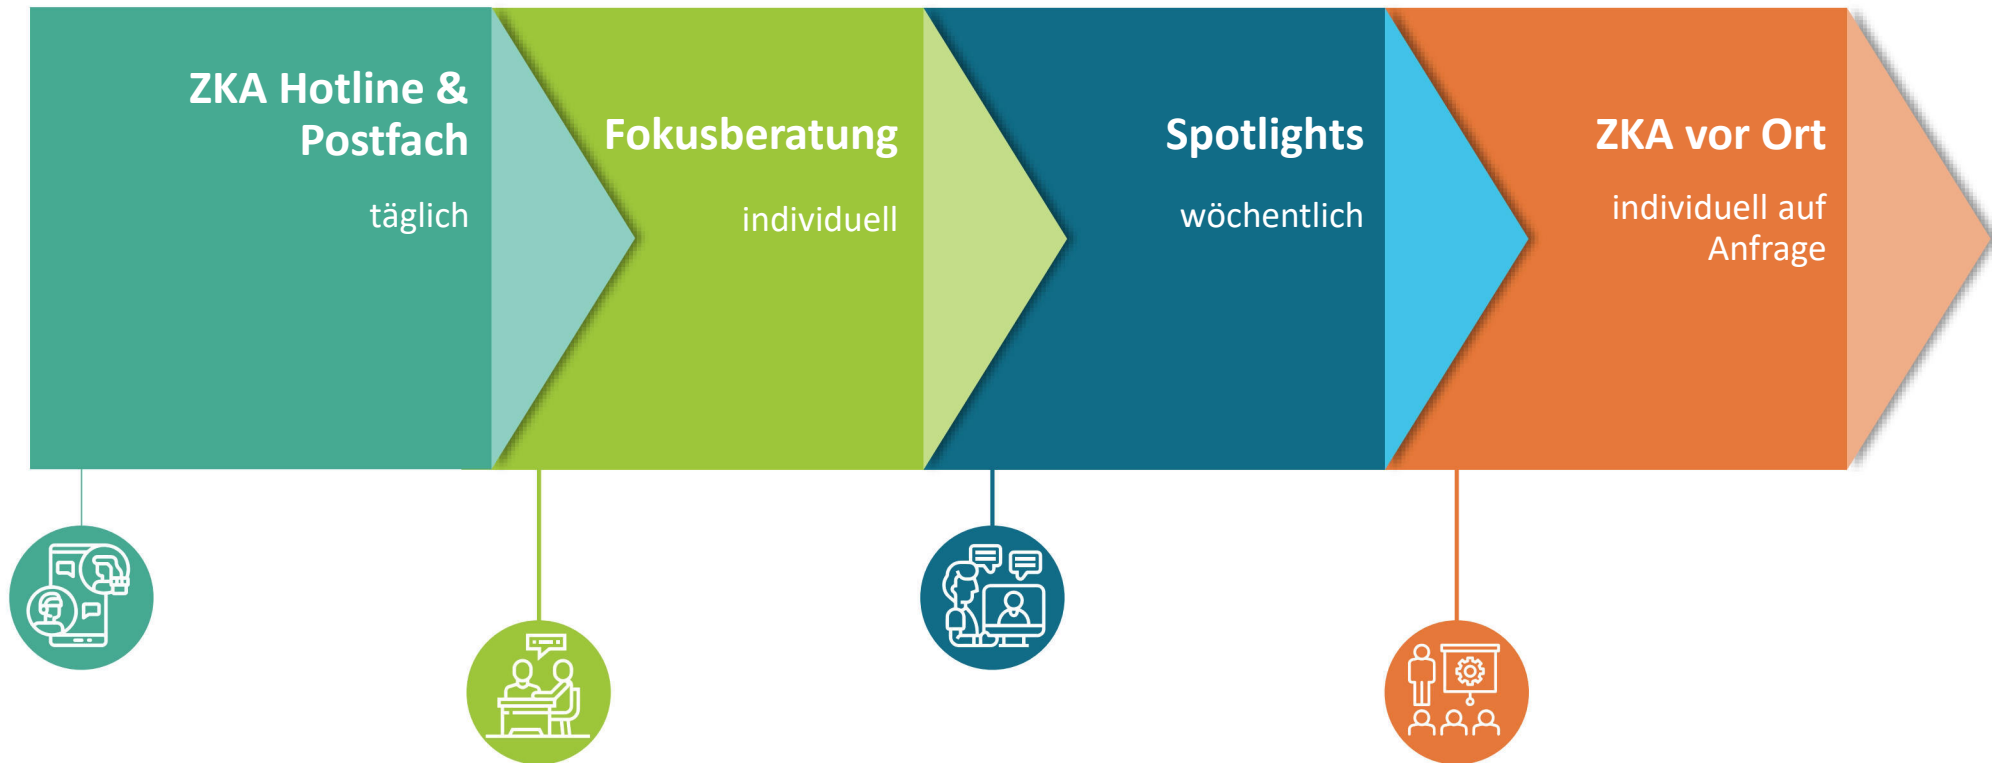 ZKA Hotline &
Postfach
täglich
Fokusberatung
individuell
Spotlights
wöchentlich
ZKA vor Ort
individuell auf
Anfrage